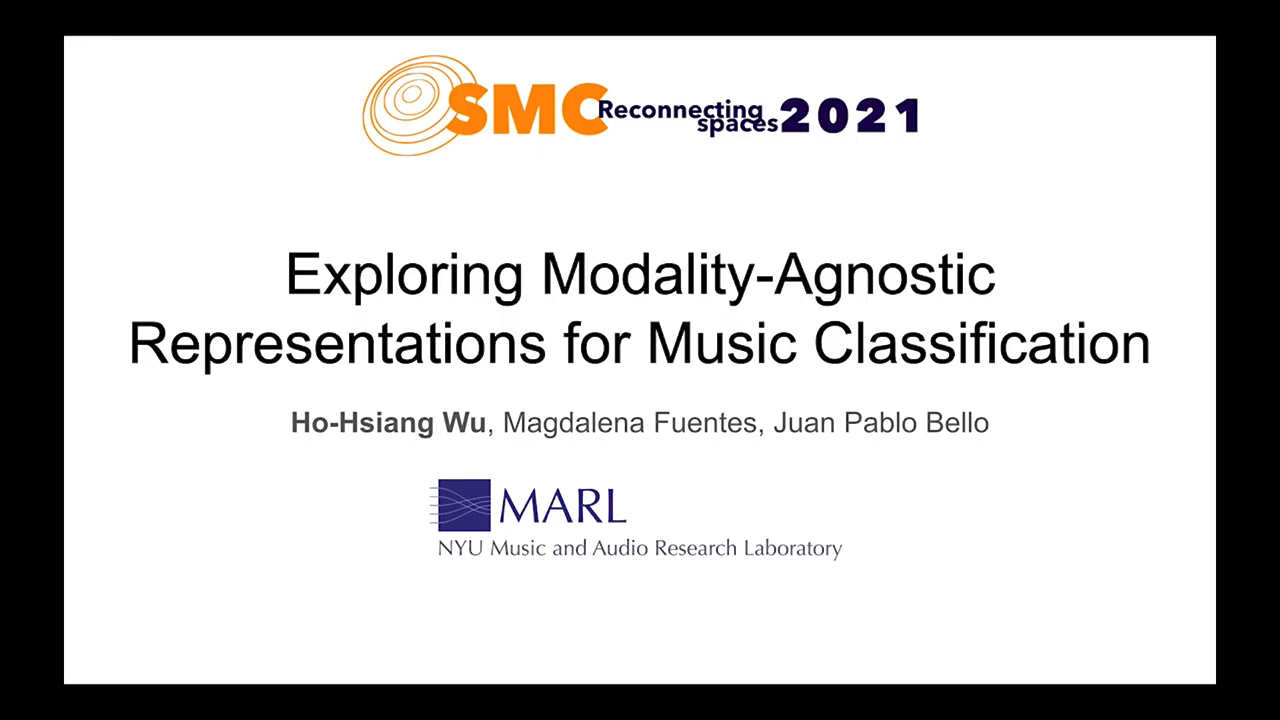 SMC Reconnecting spaces 2021
Exploring Modality-Agnostic
Representations for Music Classification
Ho-Hsiang Wu, Magdalena Fuentes, Juan Pablo Bello
MARL
NYU Music and Audio Research Laboratory